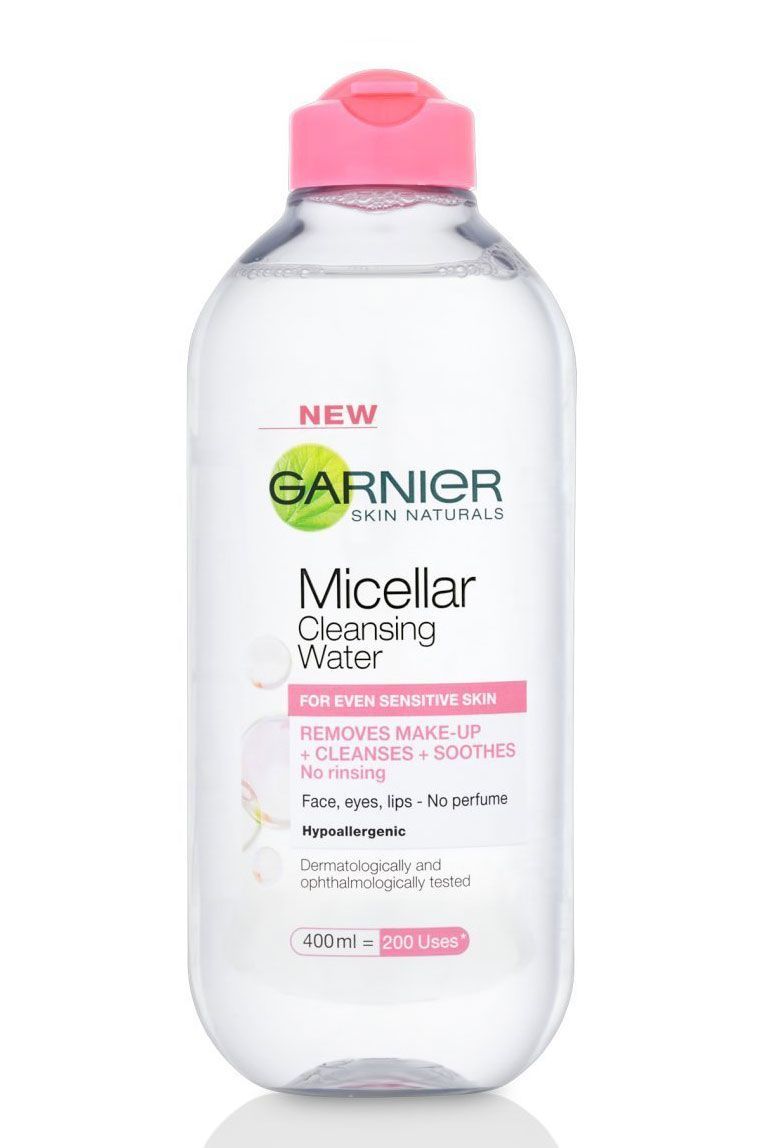 NEW
GARNIER
SKIN NATURALS
Micellar
Cleansing
Water
FOR EVEN SENSITIVE SKIN
REMOVES MAKE-UP
+ CLEANSES + SOOTHES
No rinsing
Face, eyes, lips - No perfume
Hypoallergenic
Dermatologically and
ophthalmologically tested
400ml = 200 Uses*